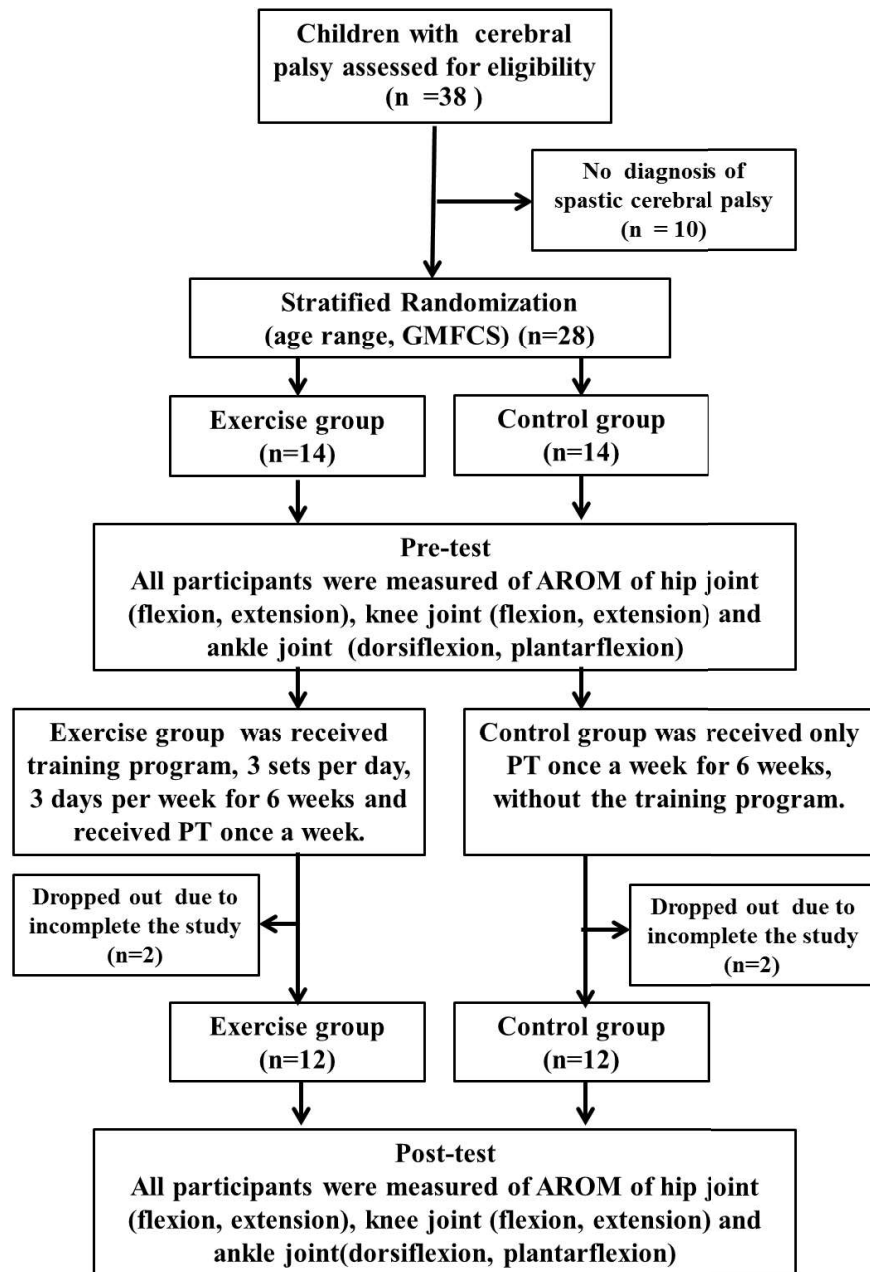 Children with cerebral
palsy assessed for eligibility
(n =38 )
No diagnosis of
spastic cerebral palsy
(n = 10)
Stratified Randomization
(age range, GMFCS) (n=28)
Exercise group
(n=14)
Control group
(n=14)
Pre-test
All participants were measured of AROM of hip joint
(flexion, extension), knee joint (flexion, extension) and
ankle joint (dorsiflexion, plantarflexion)
Exercise group was received
training program, 3 sets per day,
3 days per week for 6 weeks and
received PT once a week.
Control group was received only
PT once a week for 6 weeks,
without the training program.
Dropped out due to
incomplete the study
(n=2)
Dropped out due to
incomplete the study
(n=2)
Exercise group
(n=12)
Control group
(n=12)
Post-test
All participants were measured of AROM of hip joint
(flexion, extension), knee joint (flexion, extension) and
ankle joint(dorsiflexion, plantarflexion)